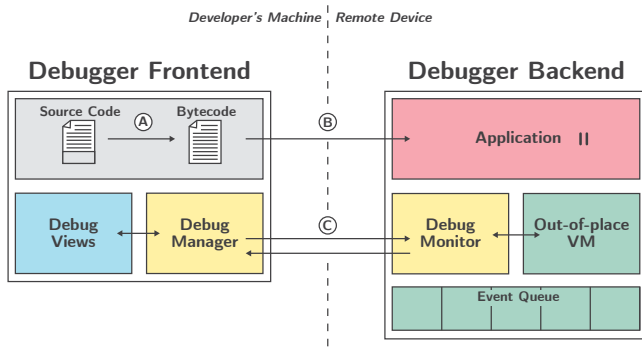 Developer's Machine
Remote Device
Debugger Frontend
Debugger Backend
Source Code
Bytecode
A
B
Application
Debug
Views
Debug
Manager
C
Debug
Monitor
Out-of-place
VM
Event Queue